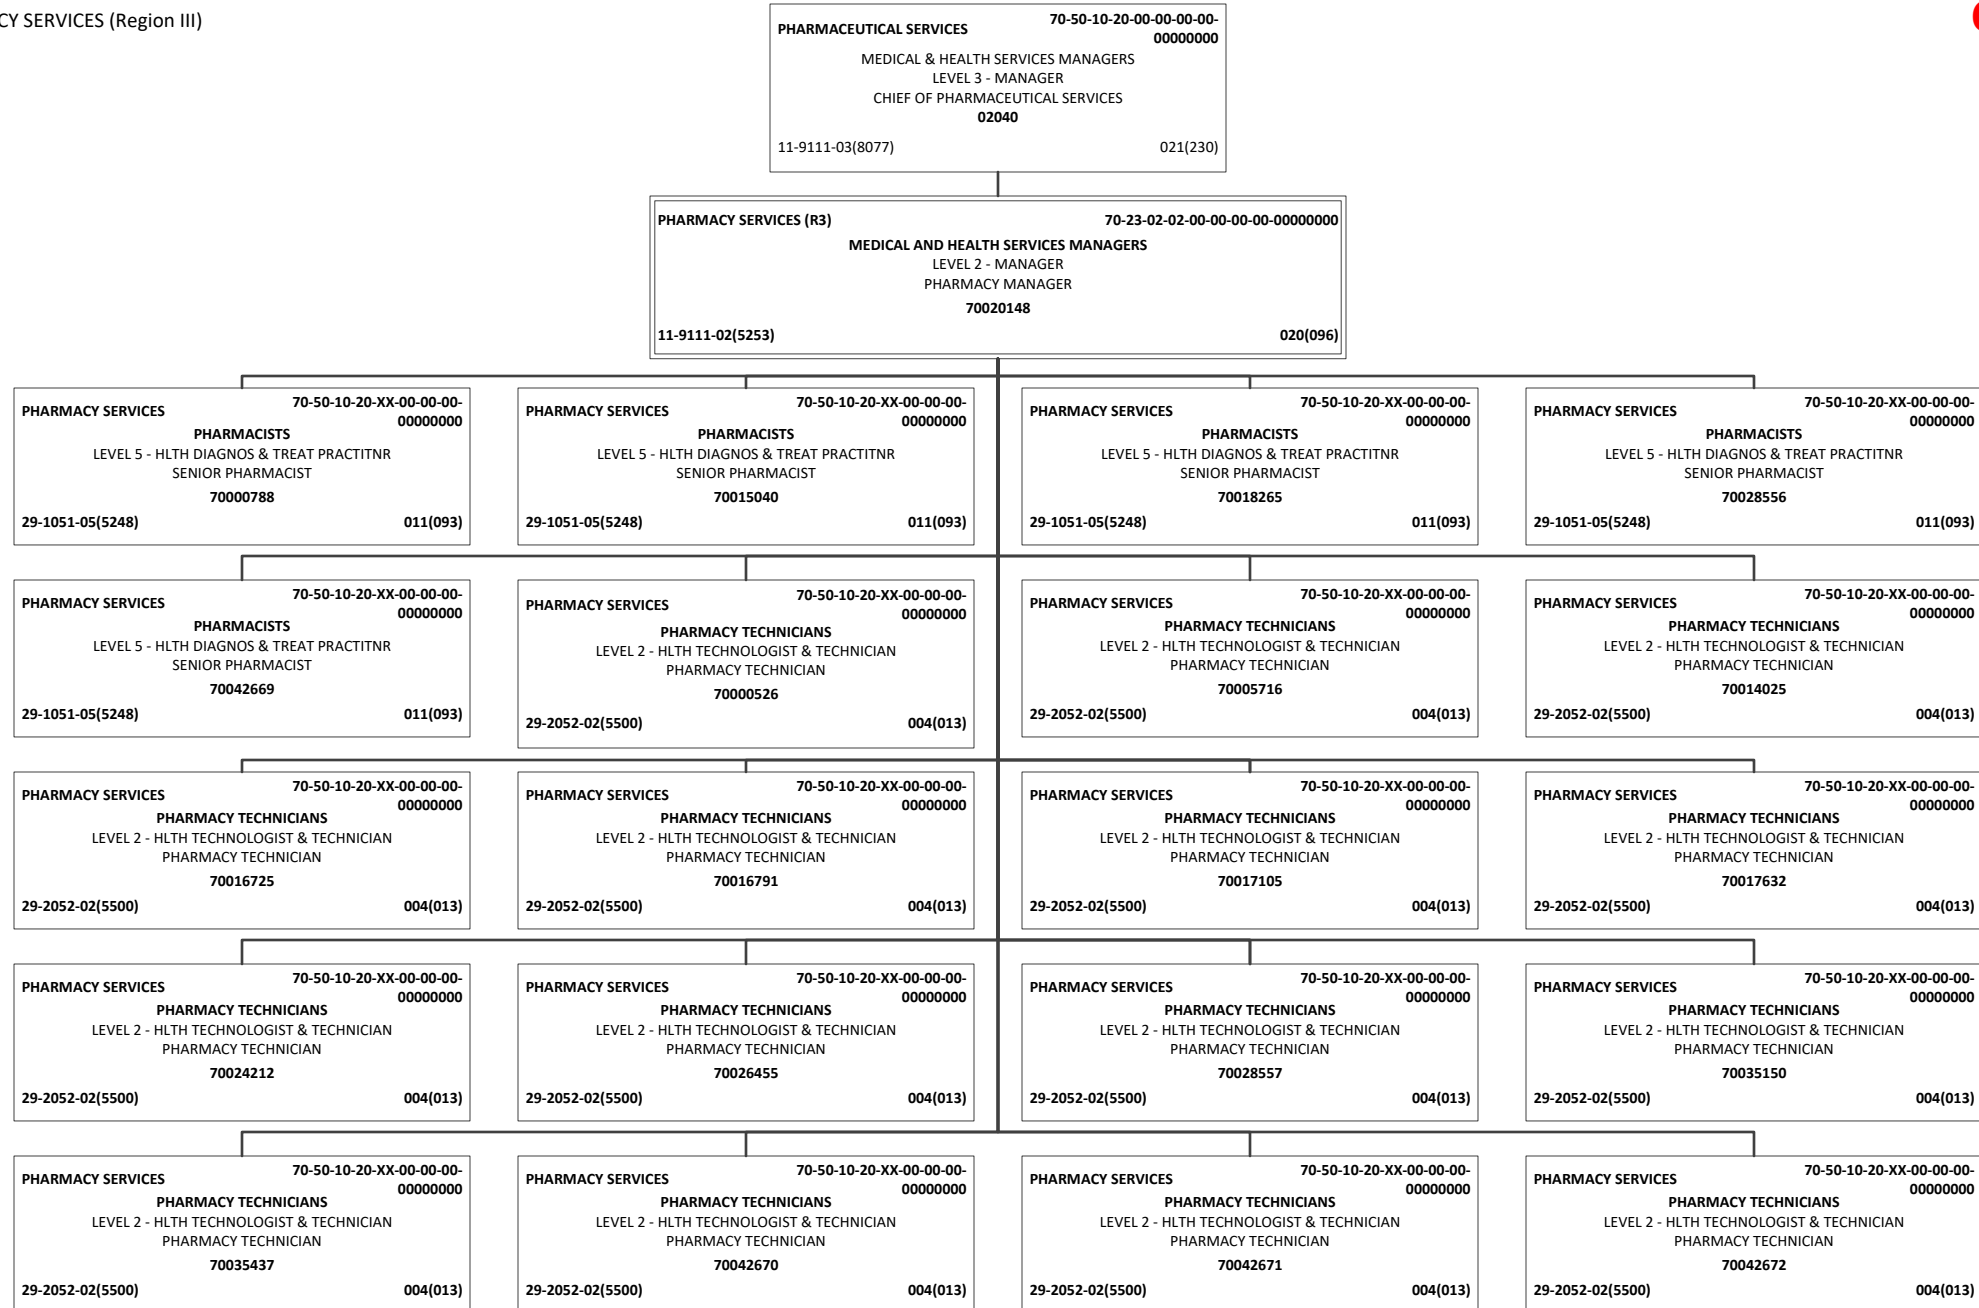 CY SERVICES (Region III)
PHARMACEUTICAL SERVICES
70-50-10-20-00-00-00-00-
00000000
MEDICAL & HEALTH SERVICES MANAGERS
LEVEL 3 - MANAGER
CHIEF OF PHARMACEUTICAL SERVICES
02040
11-9111-03(8077) 021(230)
PHARMACY SERVICES (R3) 70-23-02-02-00-00-00-00-00000000
MEDICAL AND HEALTH SERVICES MANAGERS
LEVEL 2 - MANAGER
PHARMACY MANAGER
70020148
11-9111-02(5253) 020(096)
PHARMACY SERVICES
70-50-10-20-XX-00-00-00-
00000000
PHARMACISTS
LEVEL 5 - HLTH DIAGNOS & TREAT PRACTITNR
SENIOR PHARMACIST
70000788
29-1051-05(5248) 011(093)
PHARMACY SERVICES
70-50-10-20-XX-00-00-00-
00000000
PHARMACISTS
LEVEL 5 - HLTH DIAGNOS & TREAT PRACTITNR
SENIOR PHARMACIST
70015040
29-1051-05(5248) 011(093)
PHARMACY SERVICES
70-50-10-20-XX-00-00-00-
00000000
PHARMACISTS
LEVEL 5 - HLTH DIAGNOS & TREAT PRACTITNR
SENIOR PHARMACIST
70018265
29-1051-05(5248) 011(093)
PHARMACY SERVICES
70-50-10-20-XX-00-00-00-
00000000
PHARMACISTS
LEVEL 5 - HLTH DIAGNOS & TREAT PRACTITNR
SENIOR PHARMACIST
70028556
29-1051-05(5248) 011(093)
PHARMACY SERVICES
70-50-10-20-XX-00-00-00-
00000000
PHARMACISTS
LEVEL 5 - HLTH DIAGNOS & TREAT PRACTITNR
SENIOR PHARMACIST
70042669
29-1051-05(5248) 011(093)
PHARMACY SERVICES
70-50-10-20-XX-00-00-00-
00000000
PHARMACY TECHNICIANS
LEVEL 2 - HLTH TECHNOLOGIST & TECHNICIAN
PHARMACY TECHNICIAN
70000526
29-2052-02(5500) 004(013)
PHARMACY SERVICES
70-50-10-20-XX-00-00-00-
00000000
PHARMACY TECHNICIANS
LEVEL 2 - HLTH TECHNOLOGIST & TECHNICIAN
PHARMACY TECHNICIAN
70005716
29-2052-02(5500) 004(013)
PHARMACY SERVICES
70-50-10-20-XX-00-00-00-
00000000
PHARMACY TECHNICIANS
LEVEL 2 - HLTH TECHNOLOGIST & TECHNICIAN
PHARMACY TECHNICIAN
70014025
29-2052-02(5500) 004(013)
PHARMACY SERVICES
70-50-10-20-XX-00-00-00-
00000000
PHARMACY TECHNICIANS
LEVEL 2 - HLTH TECHNOLOGIST & TECHNICIAN
PHARMACY TECHNICIAN
70016725
29-2052-02(5500) 004(013)
PHARMACY SERVICES
70-50-10-20-XX-00-00-00-
00000000
PHARMACY TECHNICIANS
LEVEL 2 - HLTH TECHNOLOGIST & TECHNICIAN
PHARMACY TECHNICIAN
70016791
29-2052-02(5500) 004(013)
PHARMACY SERVICES
70-50-10-20-XX-00-00-00-
00000000
PHARMACY TECHNICIANS
LEVEL 2 - HLTH TECHNOLOGIST & TECHNICIAN
PHARMACY TECHNICIAN
70017105
29-2052-02(5500) 004(013)
PHARMACY SERVICES
70-50-10-20-XX-00-00-00-
00000000
PHARMACY TECHNICIANS
LEVEL 2 - HLTH TECHNOLOGIST & TECHNICIAN
PHARMACY TECHNICIAN
70017632
29-2052-02(5500) 004(013)
PHARMACY SERVICES
70-50-10-20-XX-00-00-00-
00000000
PHARMACY TECHNICIANS
LEVEL 2 - HLTH TECHNOLOGIST & TECHNICIAN
PHARMACY TECHNICIAN
70024212
29-2052-02(5500) 004(013)
PHARMACY SERVICES
70-50-10-20-XX-00-00-00-
00000000
PHARMACY TECHNICIANS
LEVEL 2 - HLTH TECHNOLOGIST & TECHNICIAN
PHARMACY TECHNICIAN
70026455
29-2052-02(5500) 004(013)
PHARMACY SERVICES
70-50-10-20-XX-00-00-00-
00000000
PHARMACY TECHNICIANS
LEVEL 2 - HLTH TECHNOLOGIST & TECHNICIAN
PHARMACY TECHNICIAN
70028557
29-2052-02(5500) 004(013)
PHARMACY SERVICES
70-50-10-20-XX-00-00-00-
00000000
PHARMACY TECHNICIANS
LEVEL 2 - HLTH TECHNOLOGIST & TECHNICIAN
PHARMACY TECHNICIAN
70035150
29-2052-02(5500) 004(013)
PHARMACY SERVICES
70-50-10-20-XX-00-00-00-
00000000
PHARMACY TECHNICIANS
LEVEL 2 - HLTH TECHNOLOGIST & TECHNICIAN
PHARMACY TECHNICIAN
70035437
29-2052-02(5500) 004(013)
PHARMACY SERVICES
70-50-10-20-XX-00-00-00-
00000000
PHARMACY TECHNICIANS
LEVEL 2 - HLTH TECHNOLOGIST & TECHNICIAN
PHARMACY TECHNICIAN
70042670
29-2052-02(5500) 004(013)
PHARMACY SERVICES
70-50-10-20-XX-00-00-00-
00000000
PHARMACY TECHNICIANS
LEVEL 2 - HLTH TECHNOLOGIST & TECHNICIAN
PHARMACY TECHNICIAN
70042671
29-2052-02(5500) 004(013)
PHARMACY SERVICES
70-50-10-20-XX-00-00-00-
00000000
PHARMACY TECHNICIANS
LEVEL 2 - HLTH TECHNOLOGIST & TECHNICIAN
PHARMACY TECHNICIAN
70042672
29-2052-02(5500) 004(013)